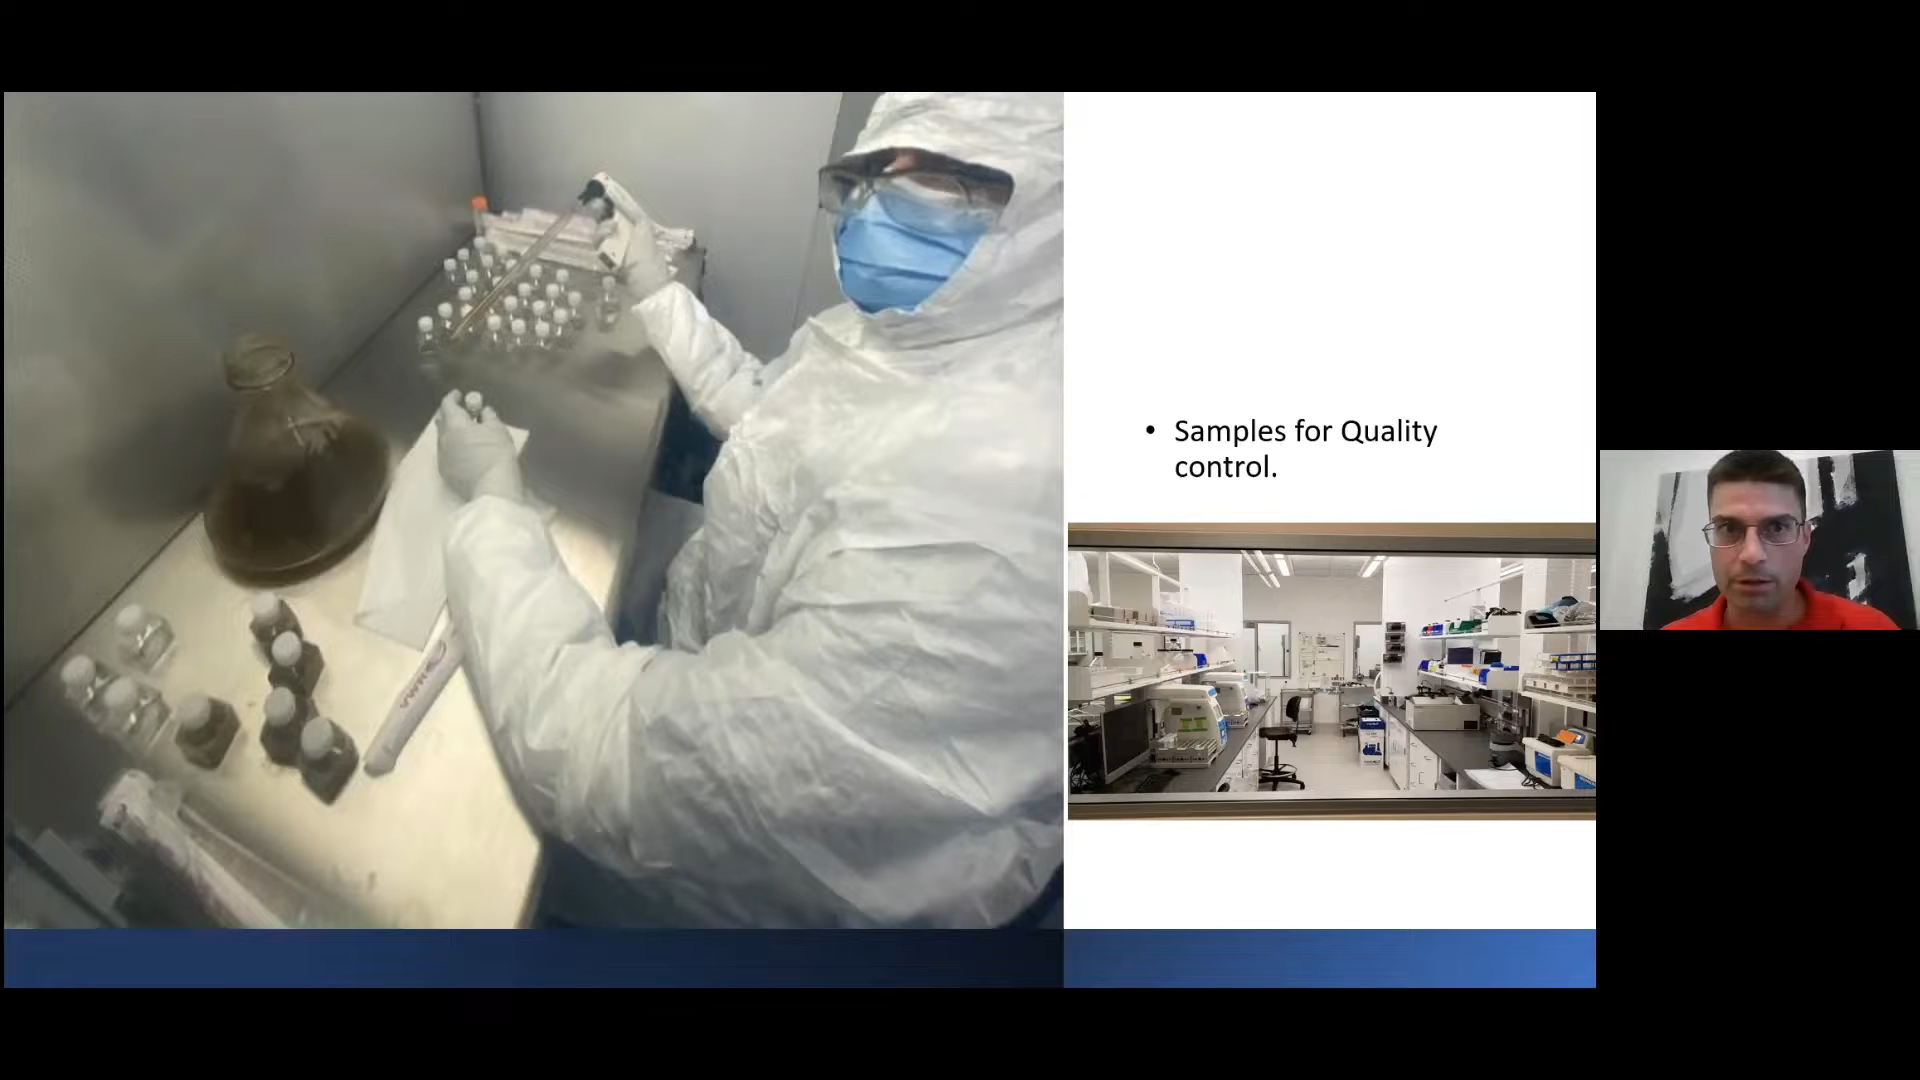 • Samples for Quality
control.